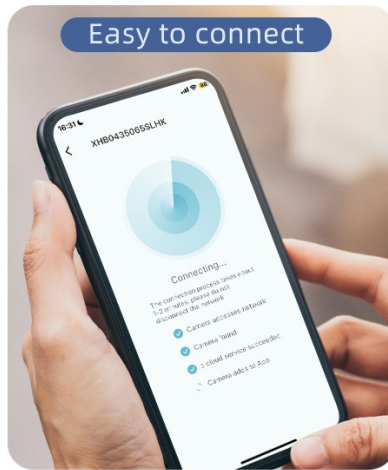 Easy to connect
16:31
XHB0435065SLHK
Connecting...
The connection process takes about
1-2 minutes, please do not
disconnect the network
Camera accesses network
Camera found
cloud service succeeded
Camera adds to App